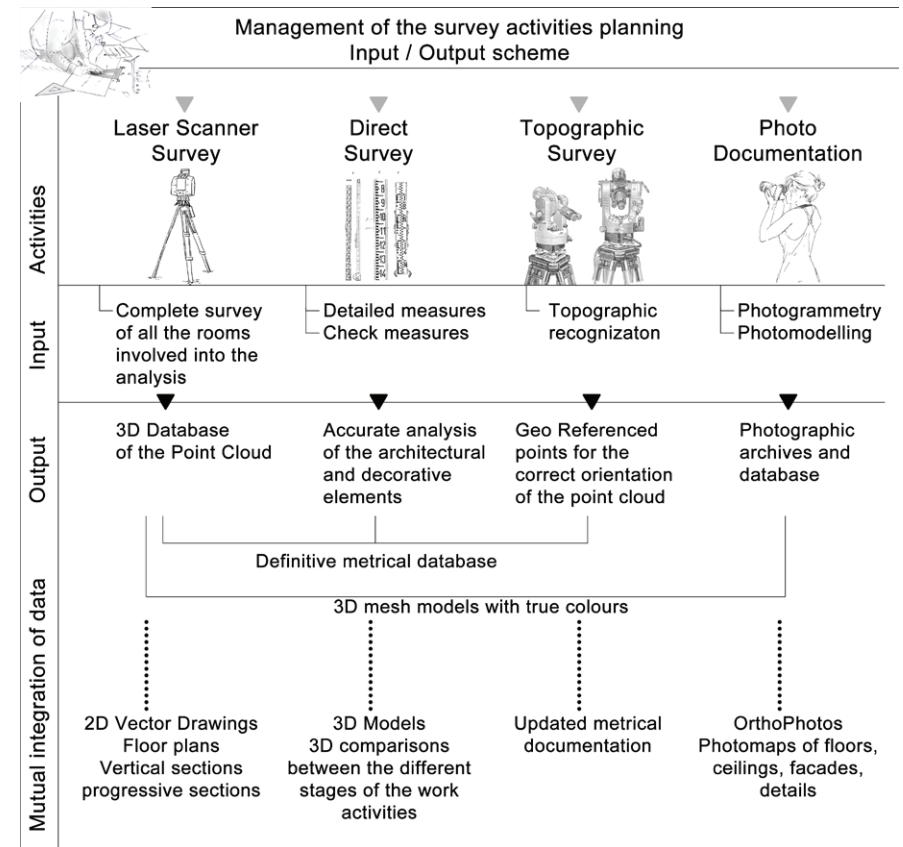 Management of the survey activities planning
Input / Output scheme
Activities
Laser Scanner
Survey
Direct
Survey
Topographic
Survey
Photo
Documentation
Input
Complete survey
of all the rooms
involved into the
analysis
Detailed measures
Check measures
Topographic
recognizaton
Photogrammetry
Photomodelling
Output
3D Database
of the Point Cloud
Accurate analysis
of the architectural
and decorative
elements
Geo Referenced
points for the
correct orientation
of the point cloud
Photographic
archives and
database
Mutual integration of data
Definitive metrical database
3D mesh models with true colours
2D Vector Drawings
Floor plans
Vertical sections
progressive sections
3D Models
3D comparisons
between the different
stages of the work
activities
Updated metrical
documentation
OrthoPhotos
Photomaps of floors,
ceilings, facades,
details